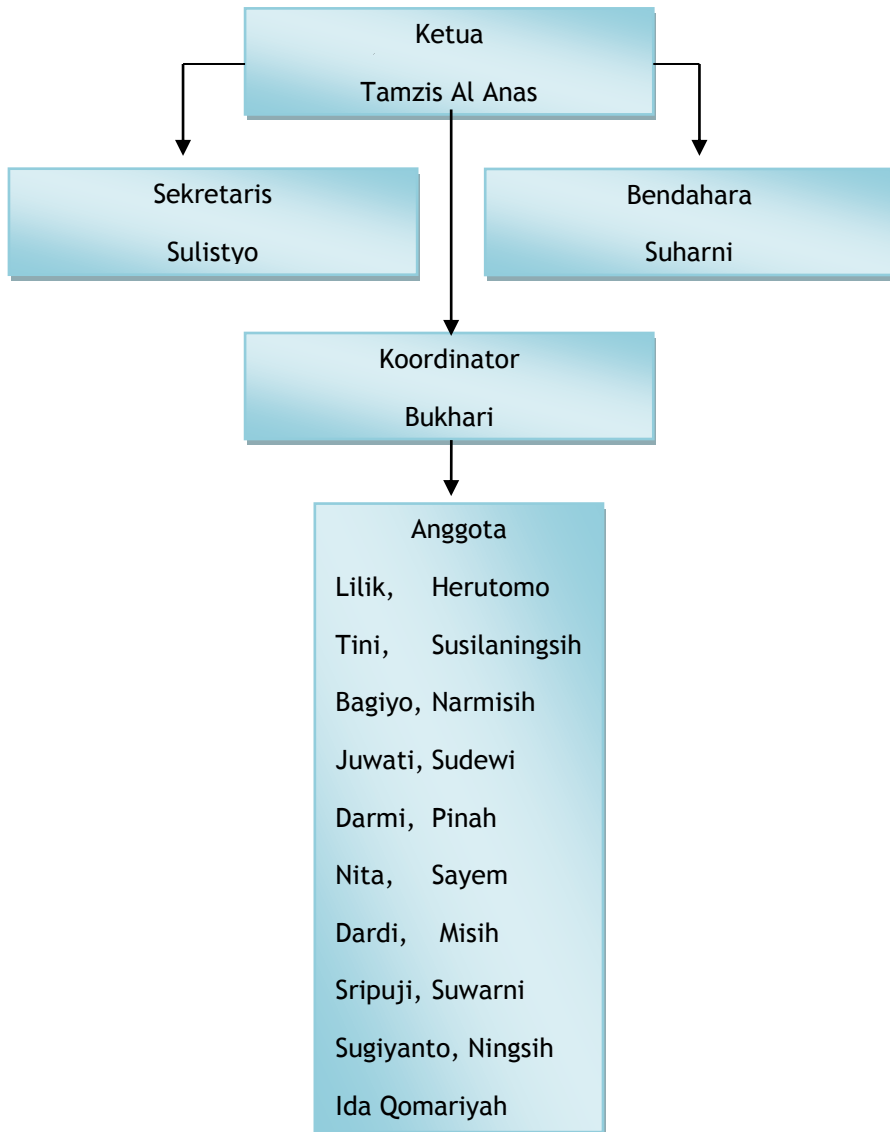 Ketua
Tamzis Al Anas
Sekretaris
Sulistyo
Bendahara
Suharni
Koordinator
Bukhari
Anggota
Lilik, Herutomo
Tini, Susilaningsih
Bagiyo, Narmisih
Juwati, Sudewi
Darmi, Pinah
Nita, Sayem
Dardi, Misih
Sripuji, Suwarni
Sugiyanto, Ningsih
Ida Qomariyah